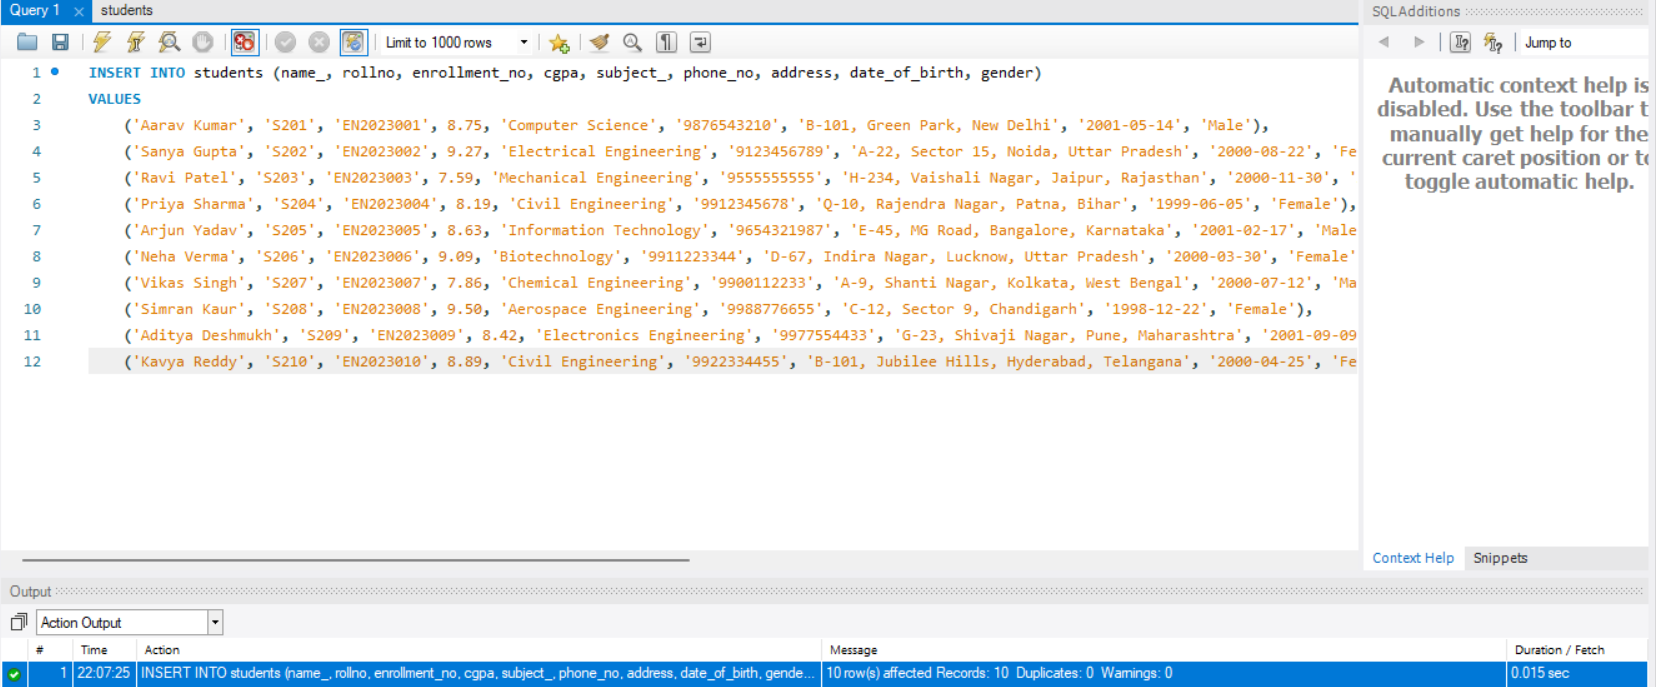 Query 1 × students
SQLAdditions
Limit to 1000 rows
Jump to
1 INSERT INTO students (name_, rollno, enrollment_no, cgpa, subject_, phone_no, address, date_of_birth, gender)
2 VALUES
3 ('Aarav Kumar', 'S201', 'EN2023001', 8.75, 'Computer Science', '9876543210', 'B-101, Green Park, New Delhi', '2001-05-14', 'Male'),
4 ('Sanya Gupta', 'S202', 'EN2023002', 9.27, 'Electrical Engineering', '9123456789', 'A-22, Sector 15, Noida, Uttar Pradesh', '2000-08-22', 'Fe
5 ('Ravi Patel', 'S203', 'EN2023003', 7.59, 'Mechanical Engineering', '9555555555', 'H-234, Vaishali Nagar, Jaipur, Rajasthan', '2000-11-30', '
6 ('Priya Sharma', 'S204', 'EN2023004', 8.19, 'Civil Engineering', '9912345678', 'Q-10, Rajendra Nagar, Patna, Bihar', '1999-06-05', 'Female'),
7 ('Arjun Yadav', 'S205', 'EN2023005', 8.63, 'Information Technology', '9654321987', 'E-45, MG Road, Bangalore, Karnataka', '2001-02-17', 'Male
8 ('Neha Verma', 'S206', 'EN2023006', 9.09, 'Biotechnology', '9911223344', 'D-67, Indira Nagar, Lucknow, Uttar Pradesh', '2000-03-30', 'Female'
9 ('Vikas Singh', 'S207', 'EN2023007', 7.86, 'Chemical Engineering', '9900112233', 'A-9, Shanti Nagar, Kolkata, West Bengal', '2000-07-12', 'Ma
10 ('Simran Kaur', 'S208', 'EN2023008', 9.50, 'Aerospace Engineering', '9988776655', 'C-12, Sector 9, Chandigarh', '1998-12-22', 'Female'),
11 ('Aditya Deshmukh', 'S209', 'EN2023009', 8.42, 'Electronics Engineering', '9977554433', 'G-23, Shivaji Nagar, Pune, Maharashtra', '2001-09-09
12 ('Kavya Reddy', 'S210', 'EN2023010', 8.89, 'Civil Engineering', '9922334455', 'B-101, Jubilee Hills, Hyderabad, Telangana', '2000-04-25', 'Fe
Automatic context help is
disabled. Use the toolbar t
manually get help for the
current caret position or to
toggle automatic help.
Context Help Snippets
Output
Action Output
# Time Action Message Duration / Fetch
1 22:07:25 INSERT INTO students (name_, rollno, enrollment_no, cgpa, subject_, phone_no, address, date_of_birth, gende... 10 row(s) affected Records: 10 Duplicates: 0 Warnings: 0 0.015 sec